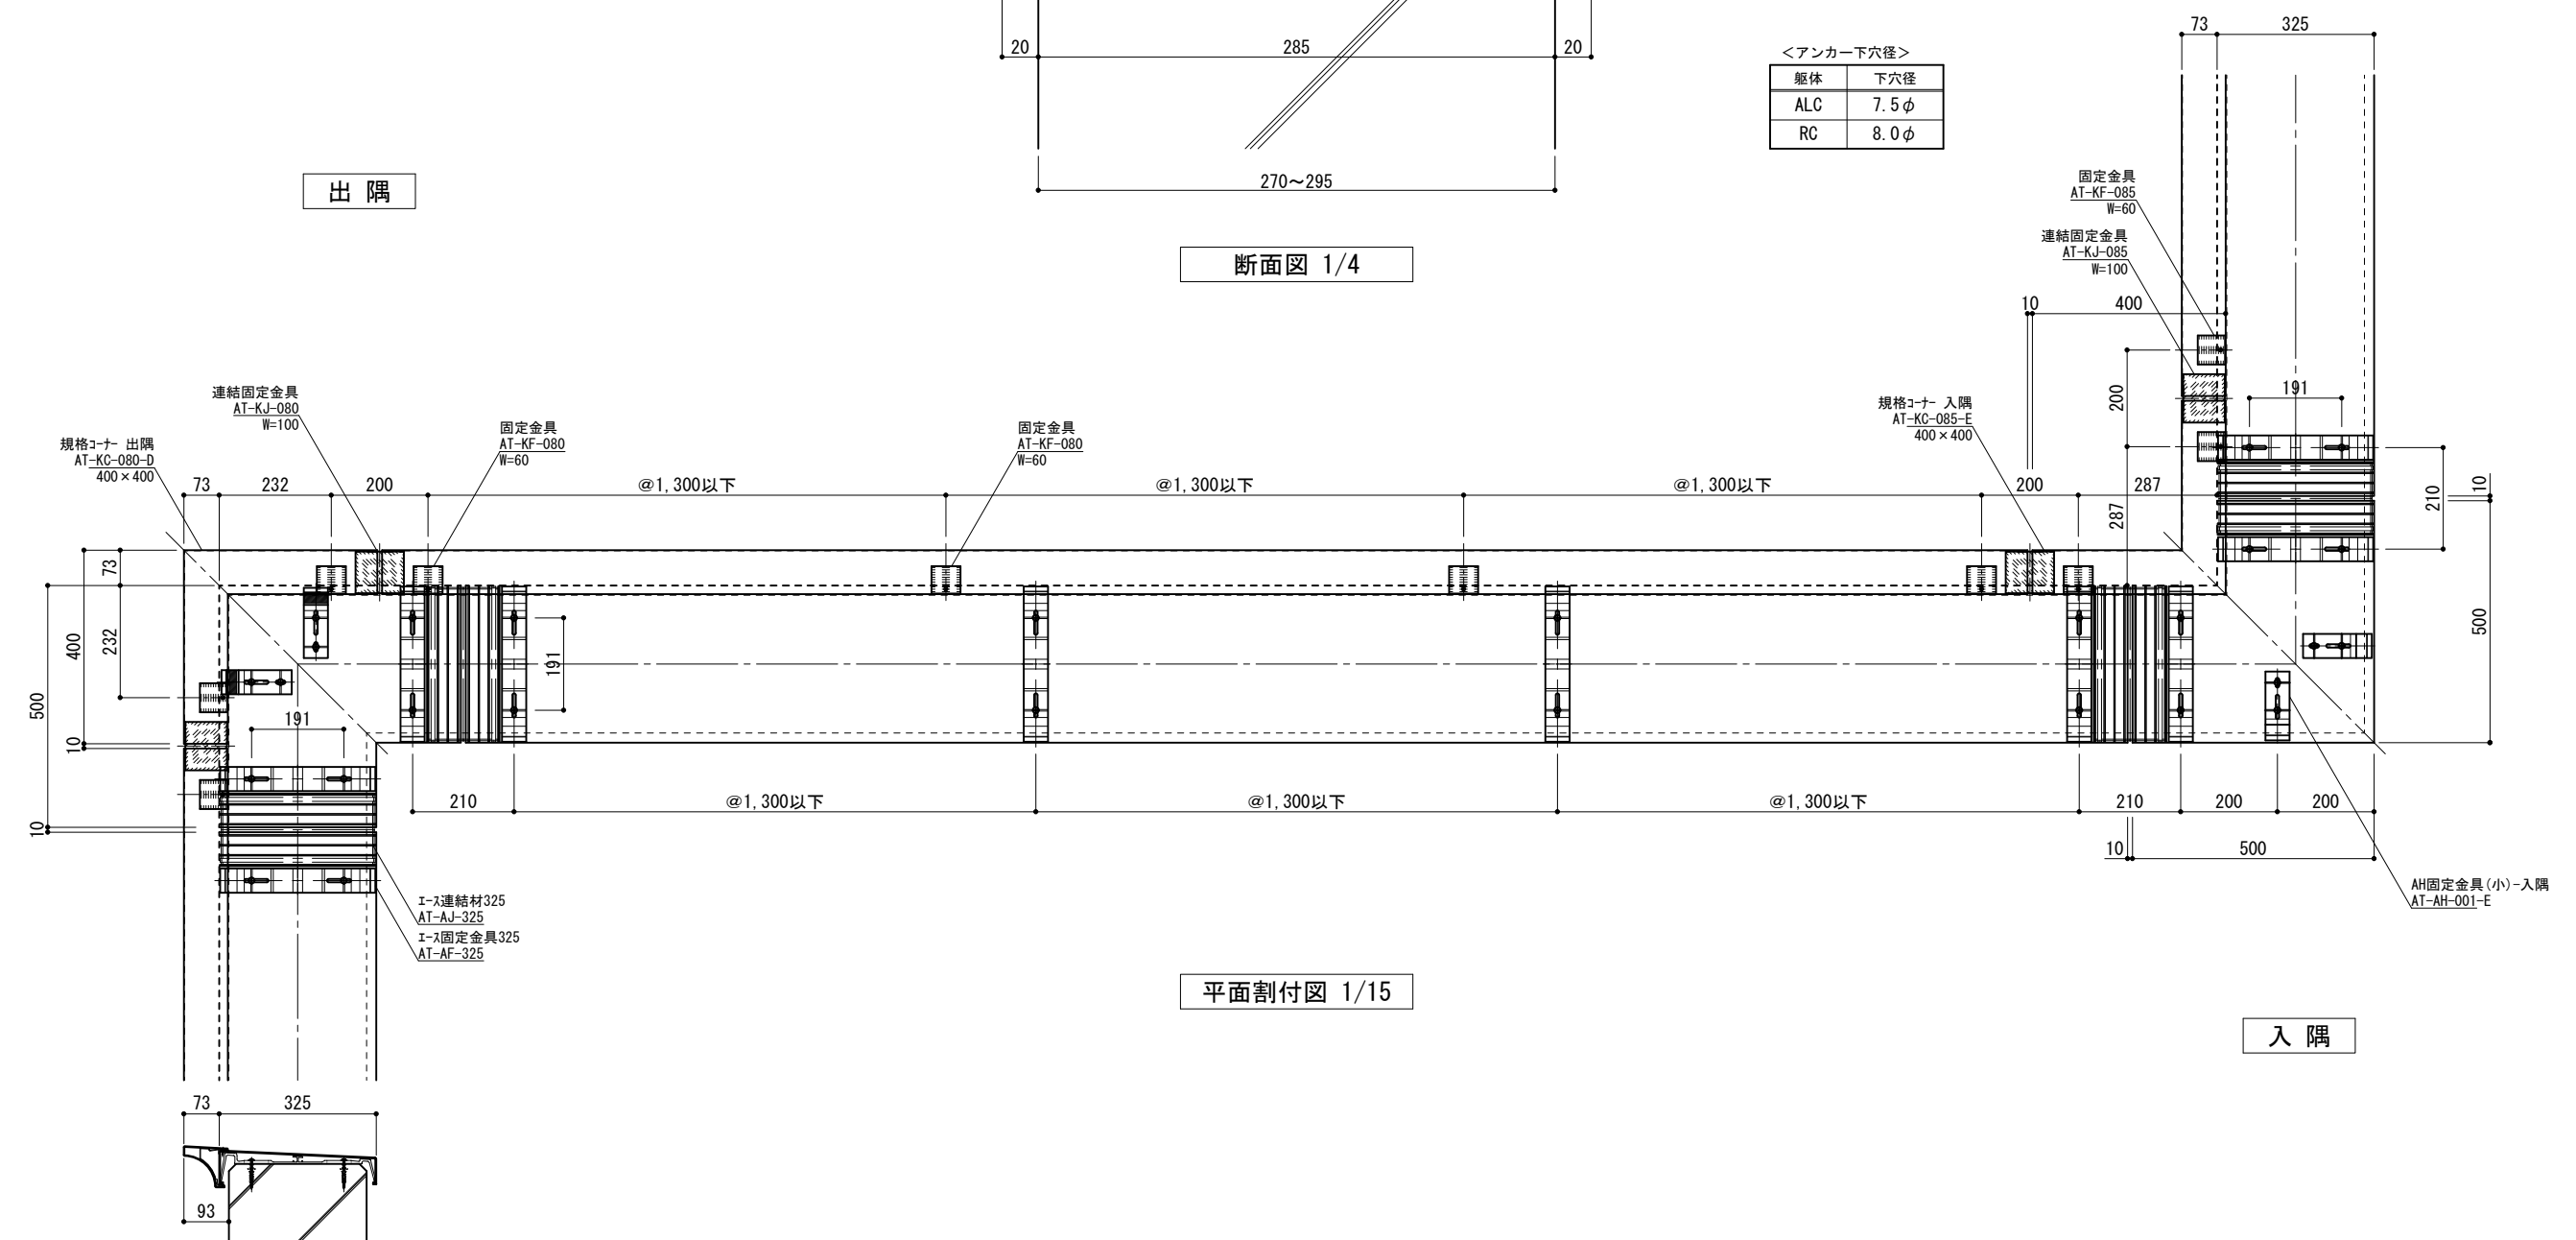 20
285
20
270～295
断面図 1/4
＜アンカー下穴径＞
躯体 下穴径
ALC 7.5φ
RC 8.0φ
73
325
出 隅
固定金具
AT-KF-085
W=60
連結固定金具
AT-KJ-085
W=100
10
400
191
200
287
210
10
500
連結固定金具
AT-KJ-080
W=100
規格ｺｰﾅｰ 出隅
AT-KC-080-D
400×400
固定金具
AT-KF-080
W=60
固定金具
AT-KF-080
W=60
規格ｺｰﾅｰ 入隅
AT-KC-085-E
400×400
73
232
200
@1,300以下
@1,300以下
@1,300以下
200
287
73
232
400
10
500
10
191
191
210
@1,300以下
@1,300以下
@1,300以下
210
200
200
10
500
ｴｰｽ連結材325
AT-AJ-325
ｴｰｽ固定金具325
AT-AF-325
AH固定金具(小)-入隅
AT-AH-001-E
平面割付図 1/15
入 隅
73
325
93